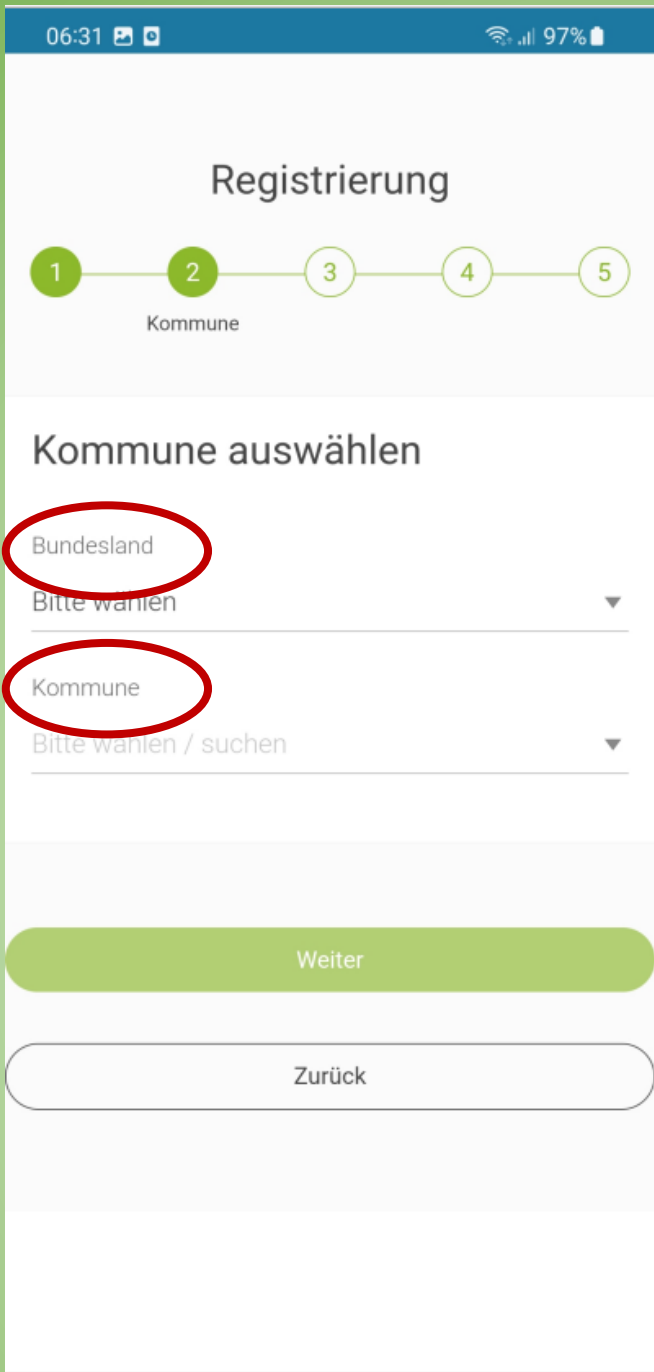 06:31 97%
Registrierung
1 2 3 4 5
Kommune
Kommune auswählen
Bundesland
Bitte wählen
Kommune
Bitte wählen / suchen
Weiter
Zurück